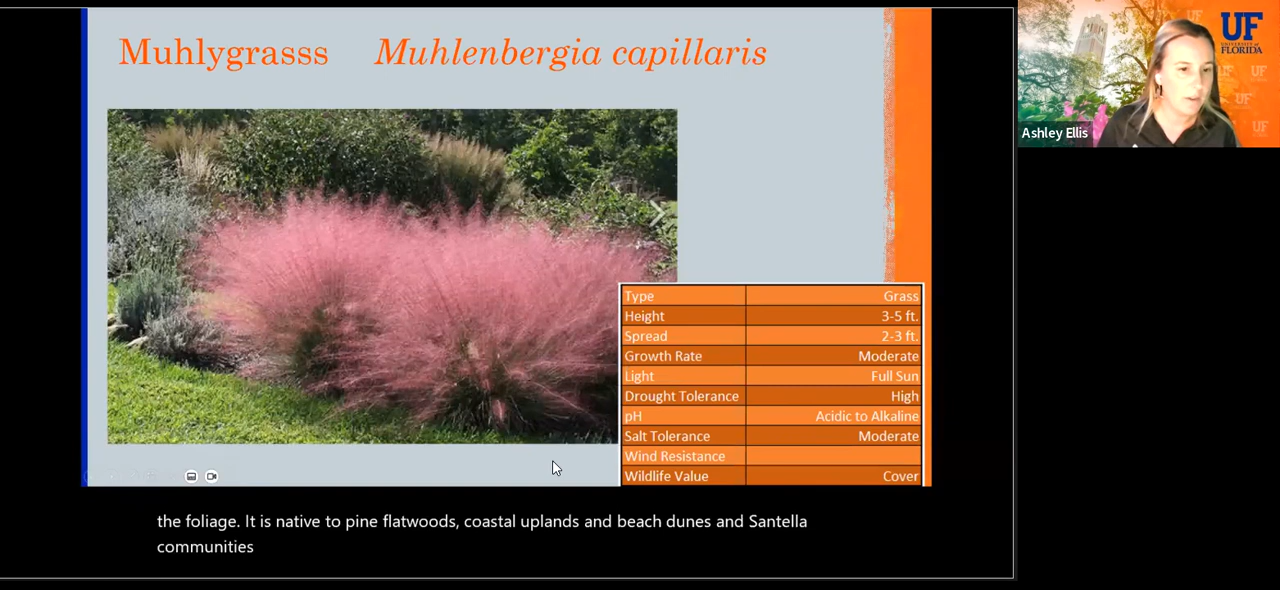 Muhlygrasss Muhlenbergia capillaris
UF
UNIVERSITY of
FLORIDA
Ashley Ellis
Type Grass
Height 3-5 ft.
Spread 2-3 ft.
Growth Rate Moderate
Light Full Sun
Drought Tolerance High
pH Acidic to Alkaline
Salt Tolerance Moderate
Wind Resistance
Wildlife Value Cover
the foliage. It is native to pine flatwoods, coastal uplands and beach dunes and Santella
communities